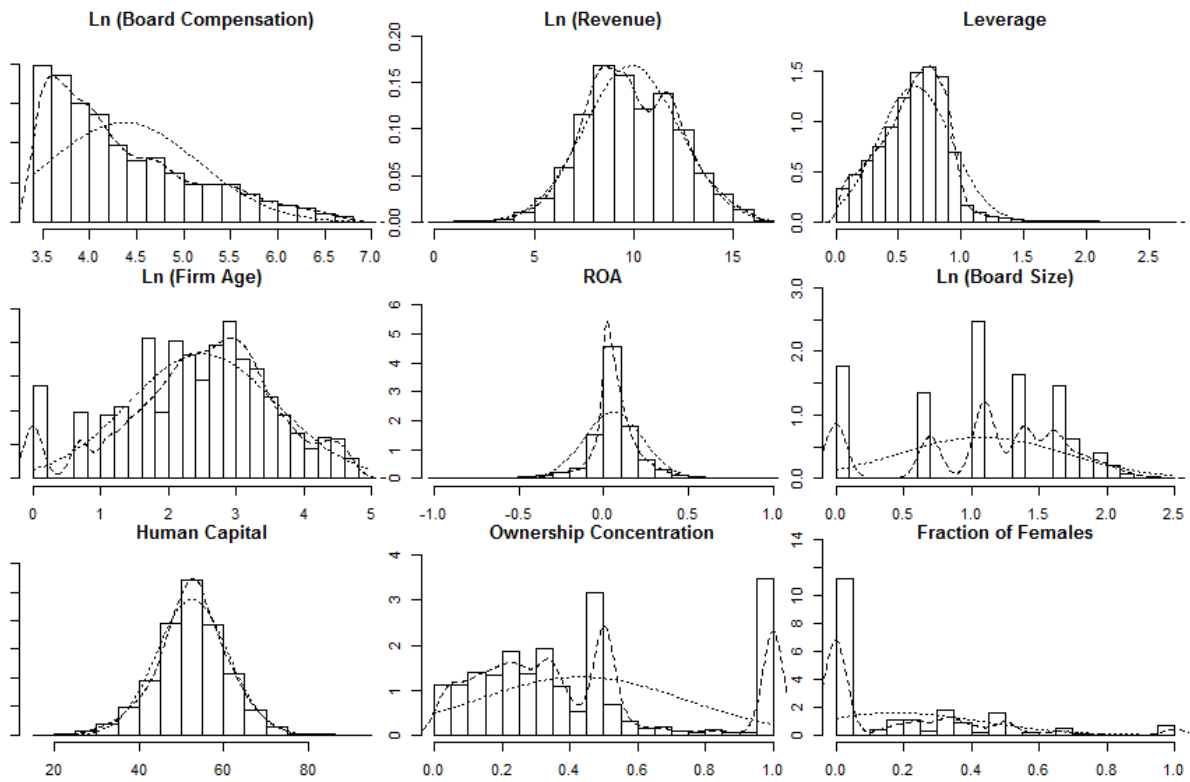 Ln (Board Compensation)
3.5 4.0 4.5 5.0 5.5 6.0 6.5 7.0
Ln (Revenue)
0.20
0.15
0.10
0.05
0.00
0 5 10 15
Leverage
1.5
1.0
0.5
0.0
0.0 0.5 1.0 1.5 2.0 2.5
Ln (Firm Age)
0 1 2 3 4 5
ROA
6
5
4
3
2
1
0
-1.0 -0.5 0.0 0.5 1.0
Ln (Board Size)
3.0
2.0
1.0
0.0
0.0 0.5 1.0 1.5 2.0 2.5
Human Capital
20 40 60 80
Ownership Concentration
4
3
2
1
0
0.0 0.2 0.4 0.6 0.8 1.0
Fraction of Females
14
10
8
6
4
2
0
0.0 0.2 0.4 0.6 0.8 1.0